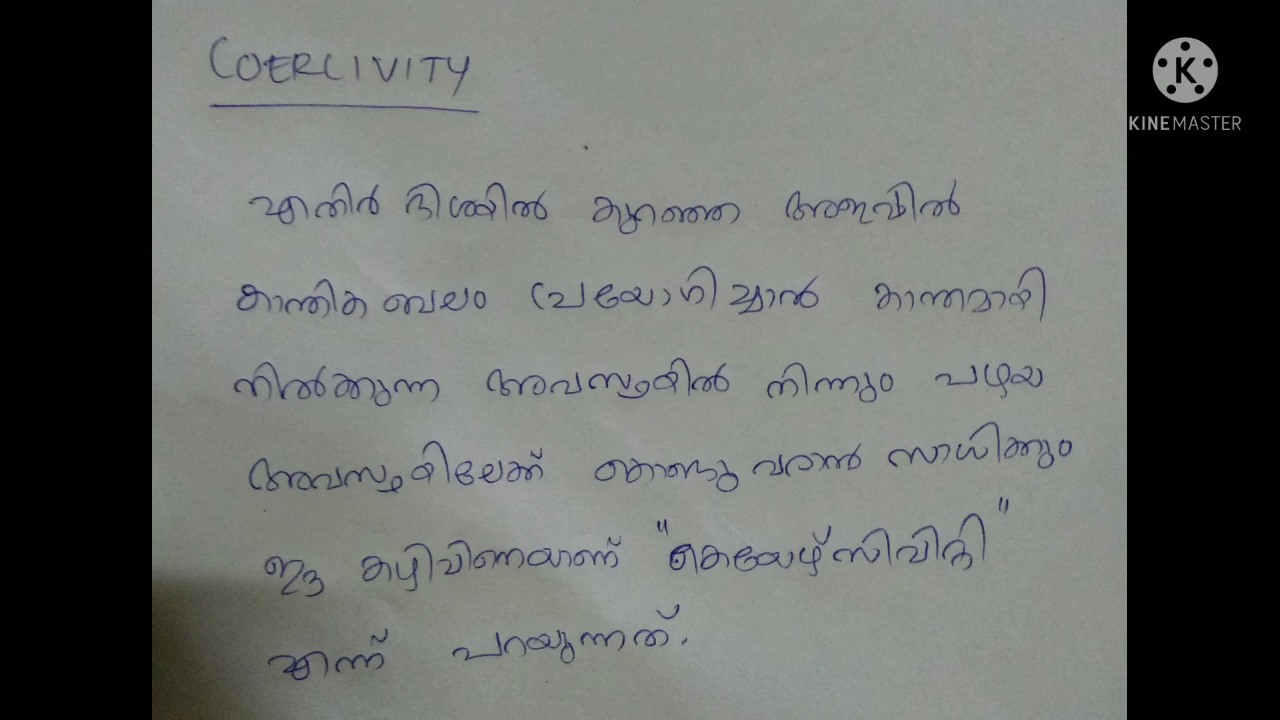 COERCIVITY
എതിർ ദിശയിൽ കുറഞ്ഞ അളവിൽ
കാന്തിക ബലം പ്രയോഗിച്ചാൽ കാന്തമായി
നിൽക്കുന്ന അവസ്ഥയിൽ നിന്നും പഴയ
അവസ്ഥയിലേക്ക് കൊണ്ടുവരാൻ സാധിക്കും
ഈ കഴിവിനെയാണ് "കൊയേഴ്സിവിറ്റി"
എന്ന് പറയുന്നത്.
K
KINEMASTER